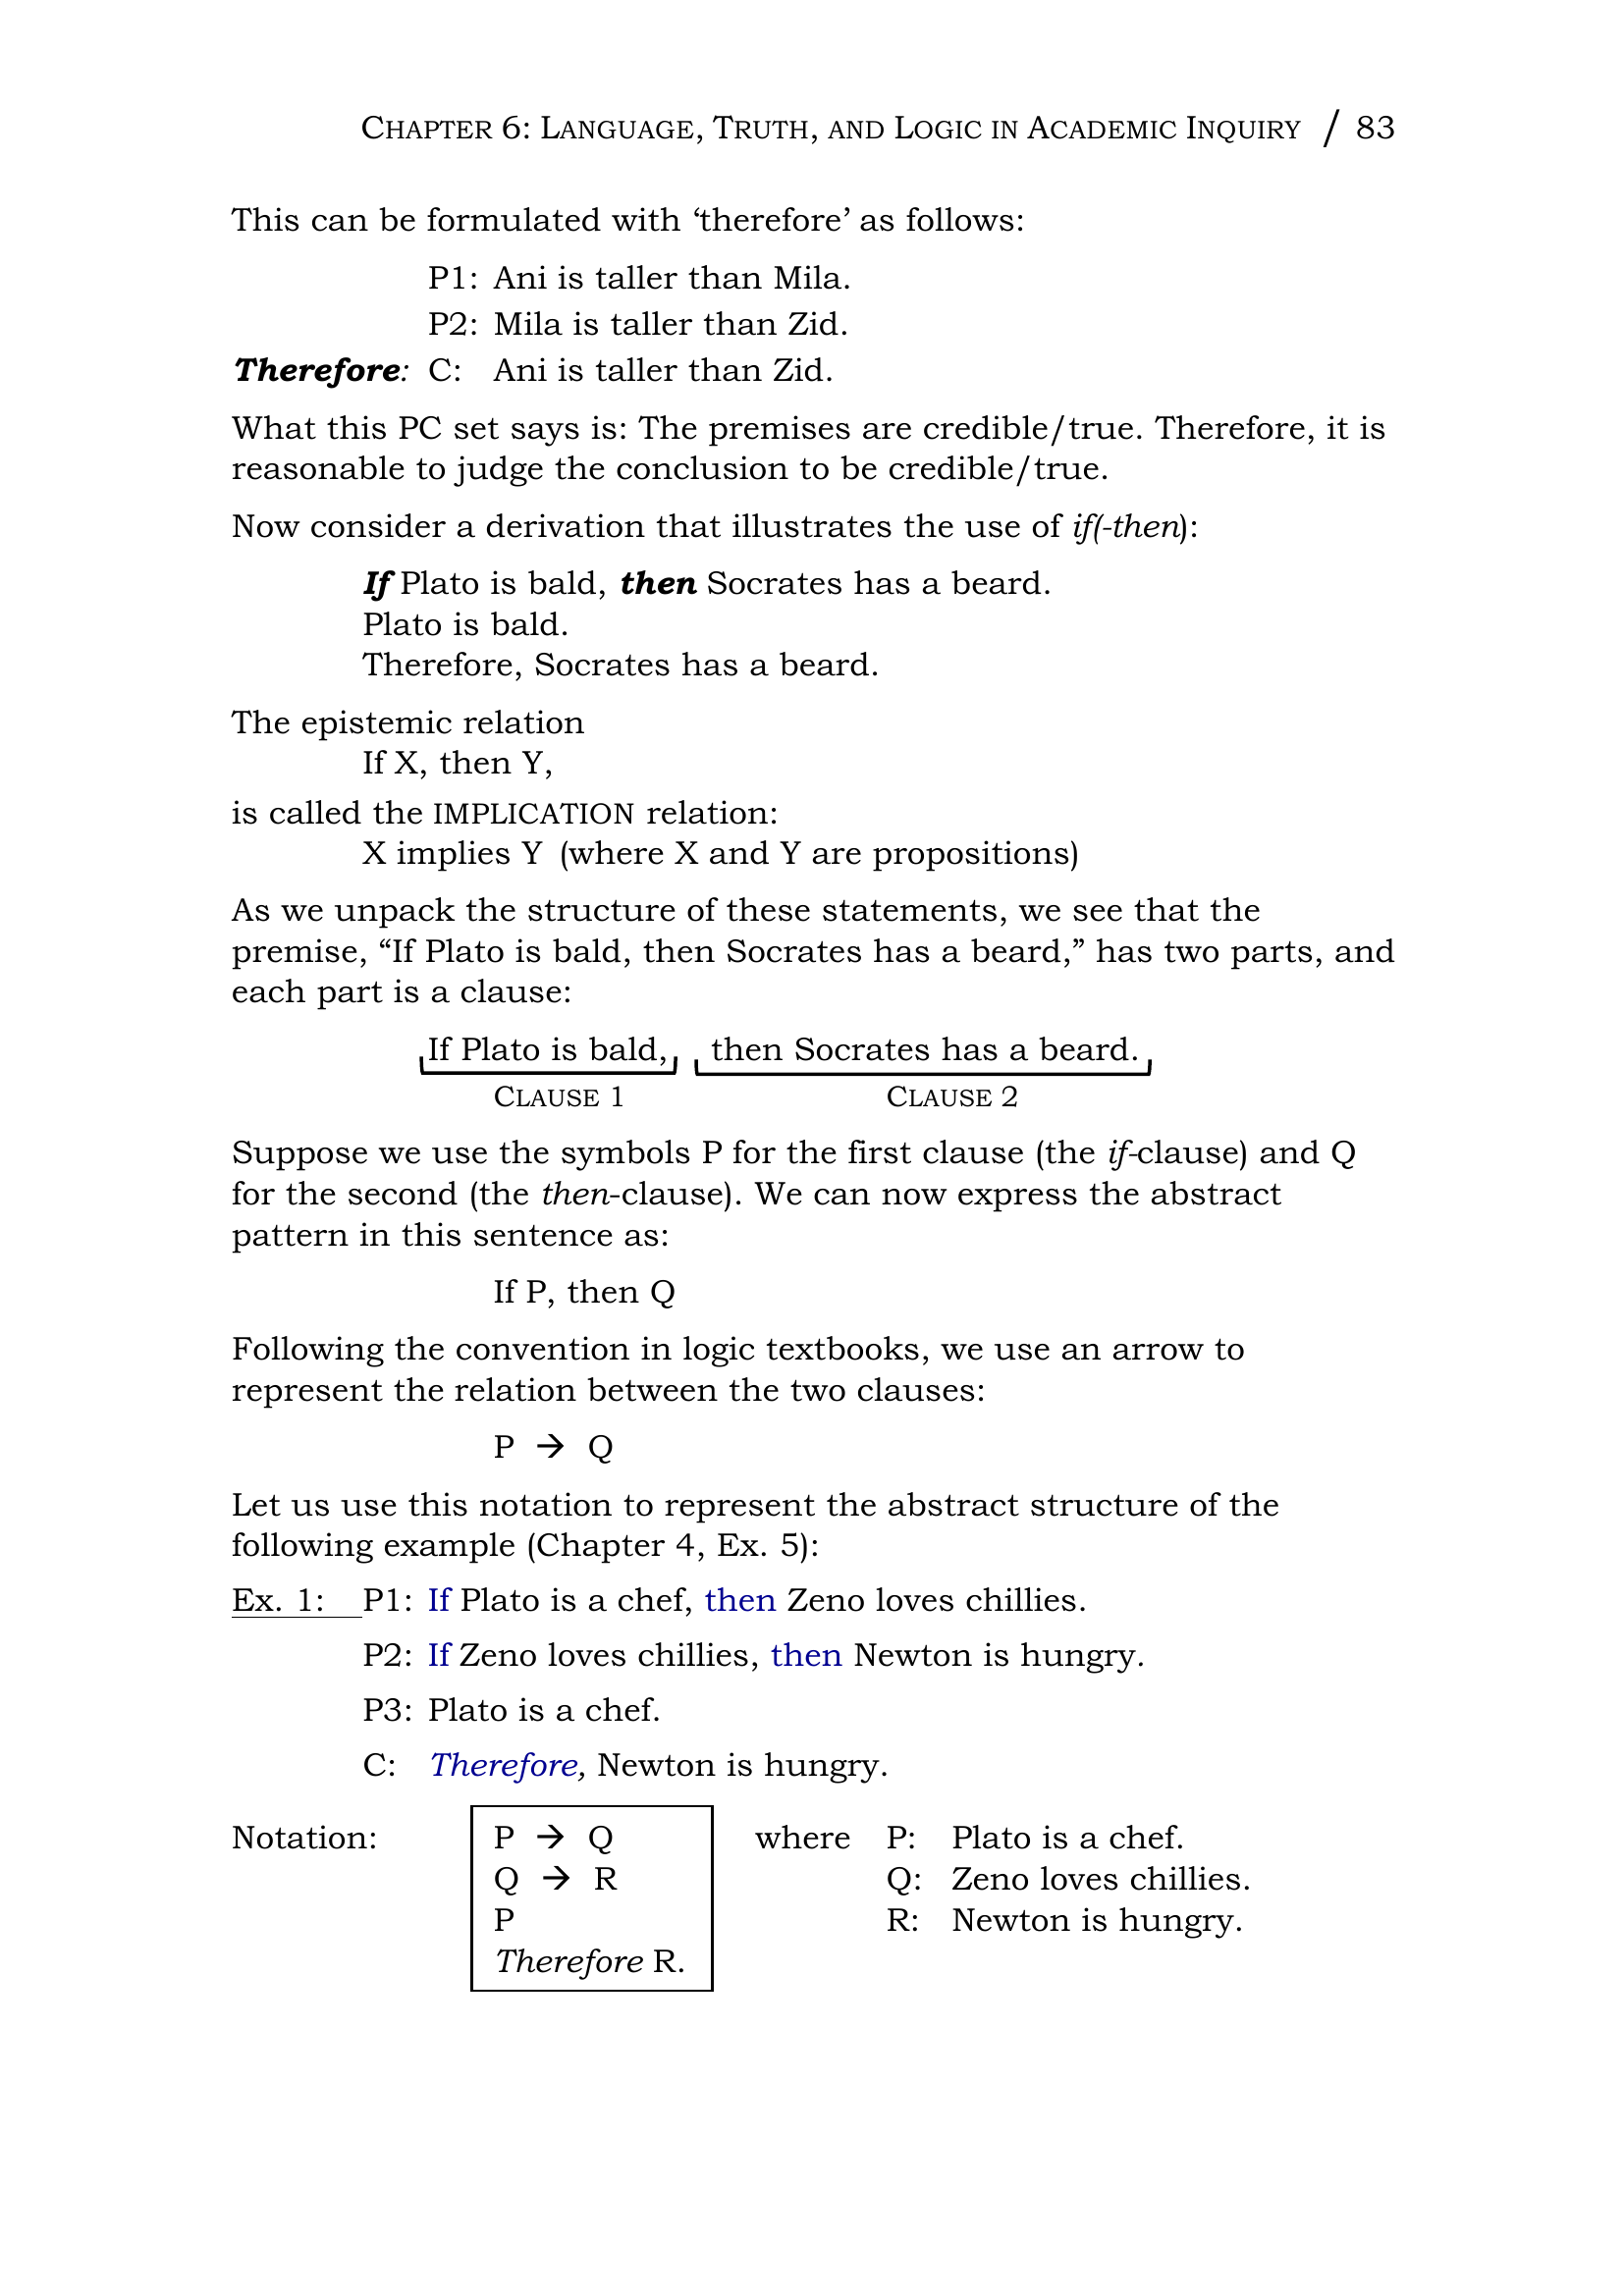 CHAPTER 6: LANGUAGE, TRUTH, AND LOGIC IN ACADEMIC INQUIRY / 83
This can be formulated with ‘therefore’ as follows:
P1: Ani is taller than Mila.
P2: Mila is taller than Zid.
Therefore: C: Ani is taller than Zid.
What this PC set says is: The premises are credible/true. Therefore, it is
reasonable to judge the conclusion to be credible/true.
Now consider a derivation that illustrates the use of if(-then):
If Plato is bald, then Socrates has a beard.
Plato is bald.
Therefore, Socrates has a beard.
The epistemic relation
If X, then Y,
is called the IMPLICATION relation:
X implies Y (where X and Y are propositions)
As we unpack the structure of these statements, we see that the
premise, “If Plato is bald, then Socrates has a beard,” has two parts, and
each part is a clause:
If Plato is bald, then Socrates has a beard.
CLAUSE 1 CLAUSE 2
Suppose we use the symbols P for the first clause (the if-clause) and Q
for the second (the then-clause). We can now express the abstract
pattern in this sentence as:
If P, then Q
Following the convention in logic textbooks, we use an arrow to
represent the relation between the two clauses:
P → Q
Let us use this notation to represent the abstract structure of the
following example (Chapter 4, Ex. 5):
Ex. 1: P1: If Plato is a chef, then Zeno loves chillies.
P2: If Zeno loves chillies, then Newton is hungry.
P3: Plato is a chef.
C: Therefore, Newton is hungry.
Notation: P → Q where P: Plato is a chef.
Q → R Q: Zeno loves chillies.
P R: Newton is hungry.
Therefore R.